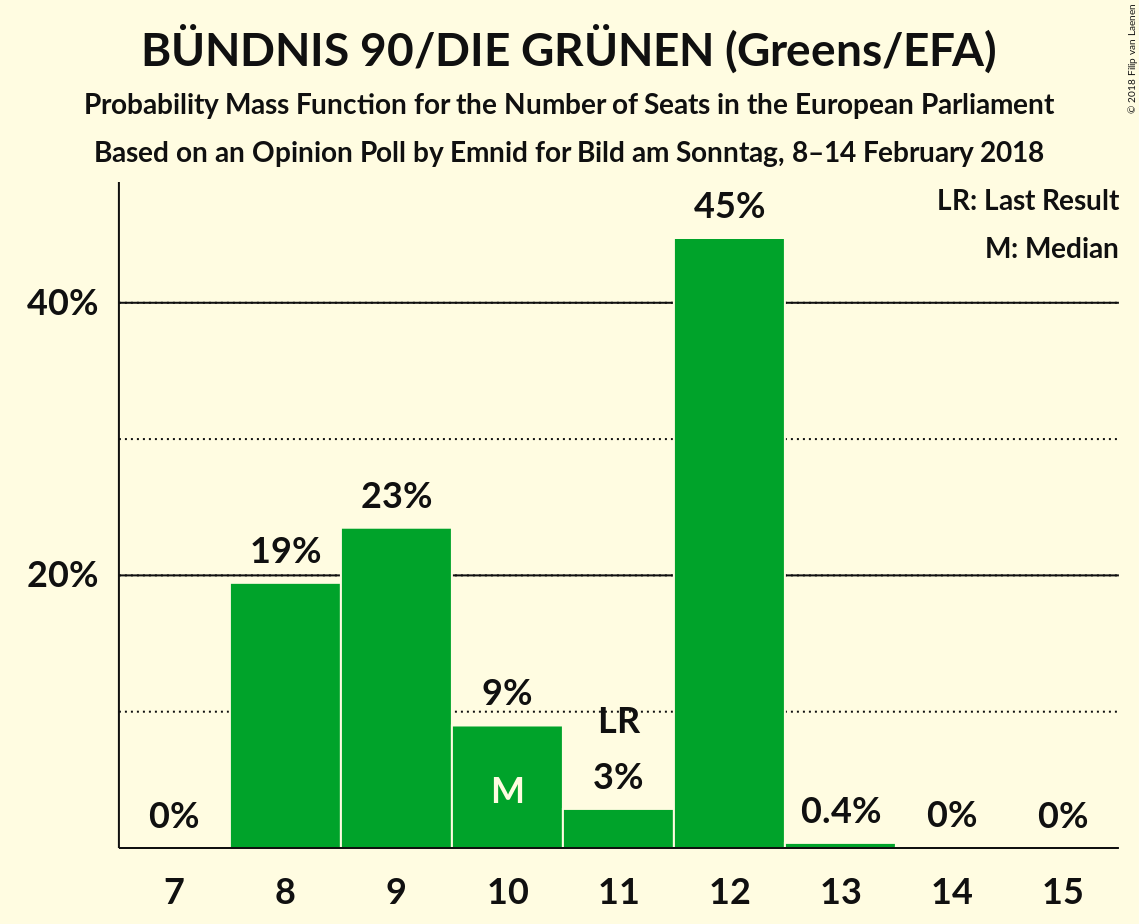 BÜNDNIS 90/DIE GRÜNEN (Greens/EFA)
Probability Mass Function for the Number of Seats in the European Parliament
Based on an Opinion Poll by Emnid for Bild am Sonntag, 8–14 February 2018
© 2018 Filip van Laenen
LR: Last Result
M: Median
45%
40%
23%
19%
20%
9%
LR
3%
M
0%
0.4%
0%
0%
7 8 9 10 11 12 13 14 15